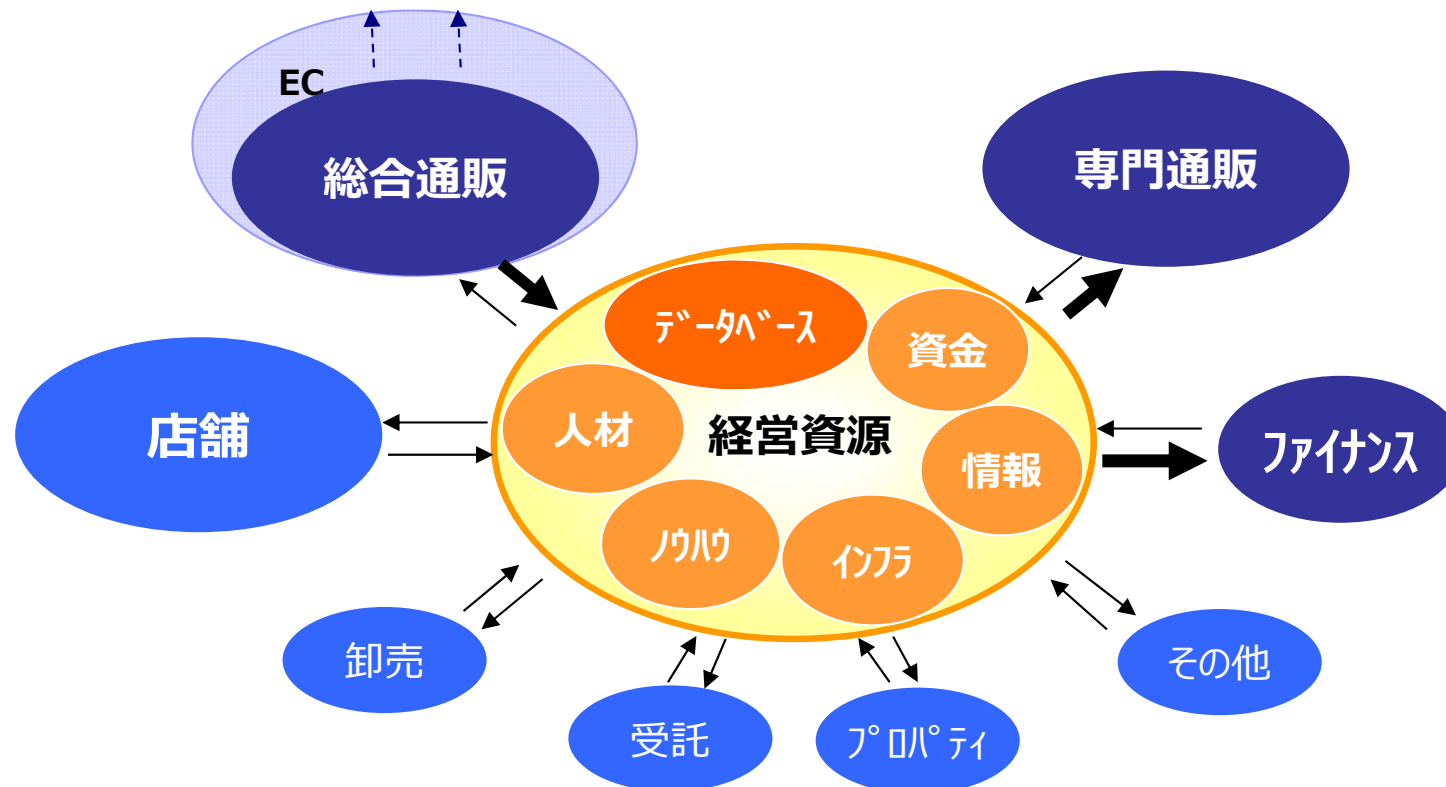 EC
総合通販
専門通販
ﾃﾞｰﾀﾍﾞｰｽ
資金
人材
経営資源
店舗
ﾌｧｲﾅﾝｽ
情報
ﾉｳﾊｳ
ｲﾝﾌﾗ
卸売
その他
受託
ﾌﾟﾛﾊﾟﾃｨ